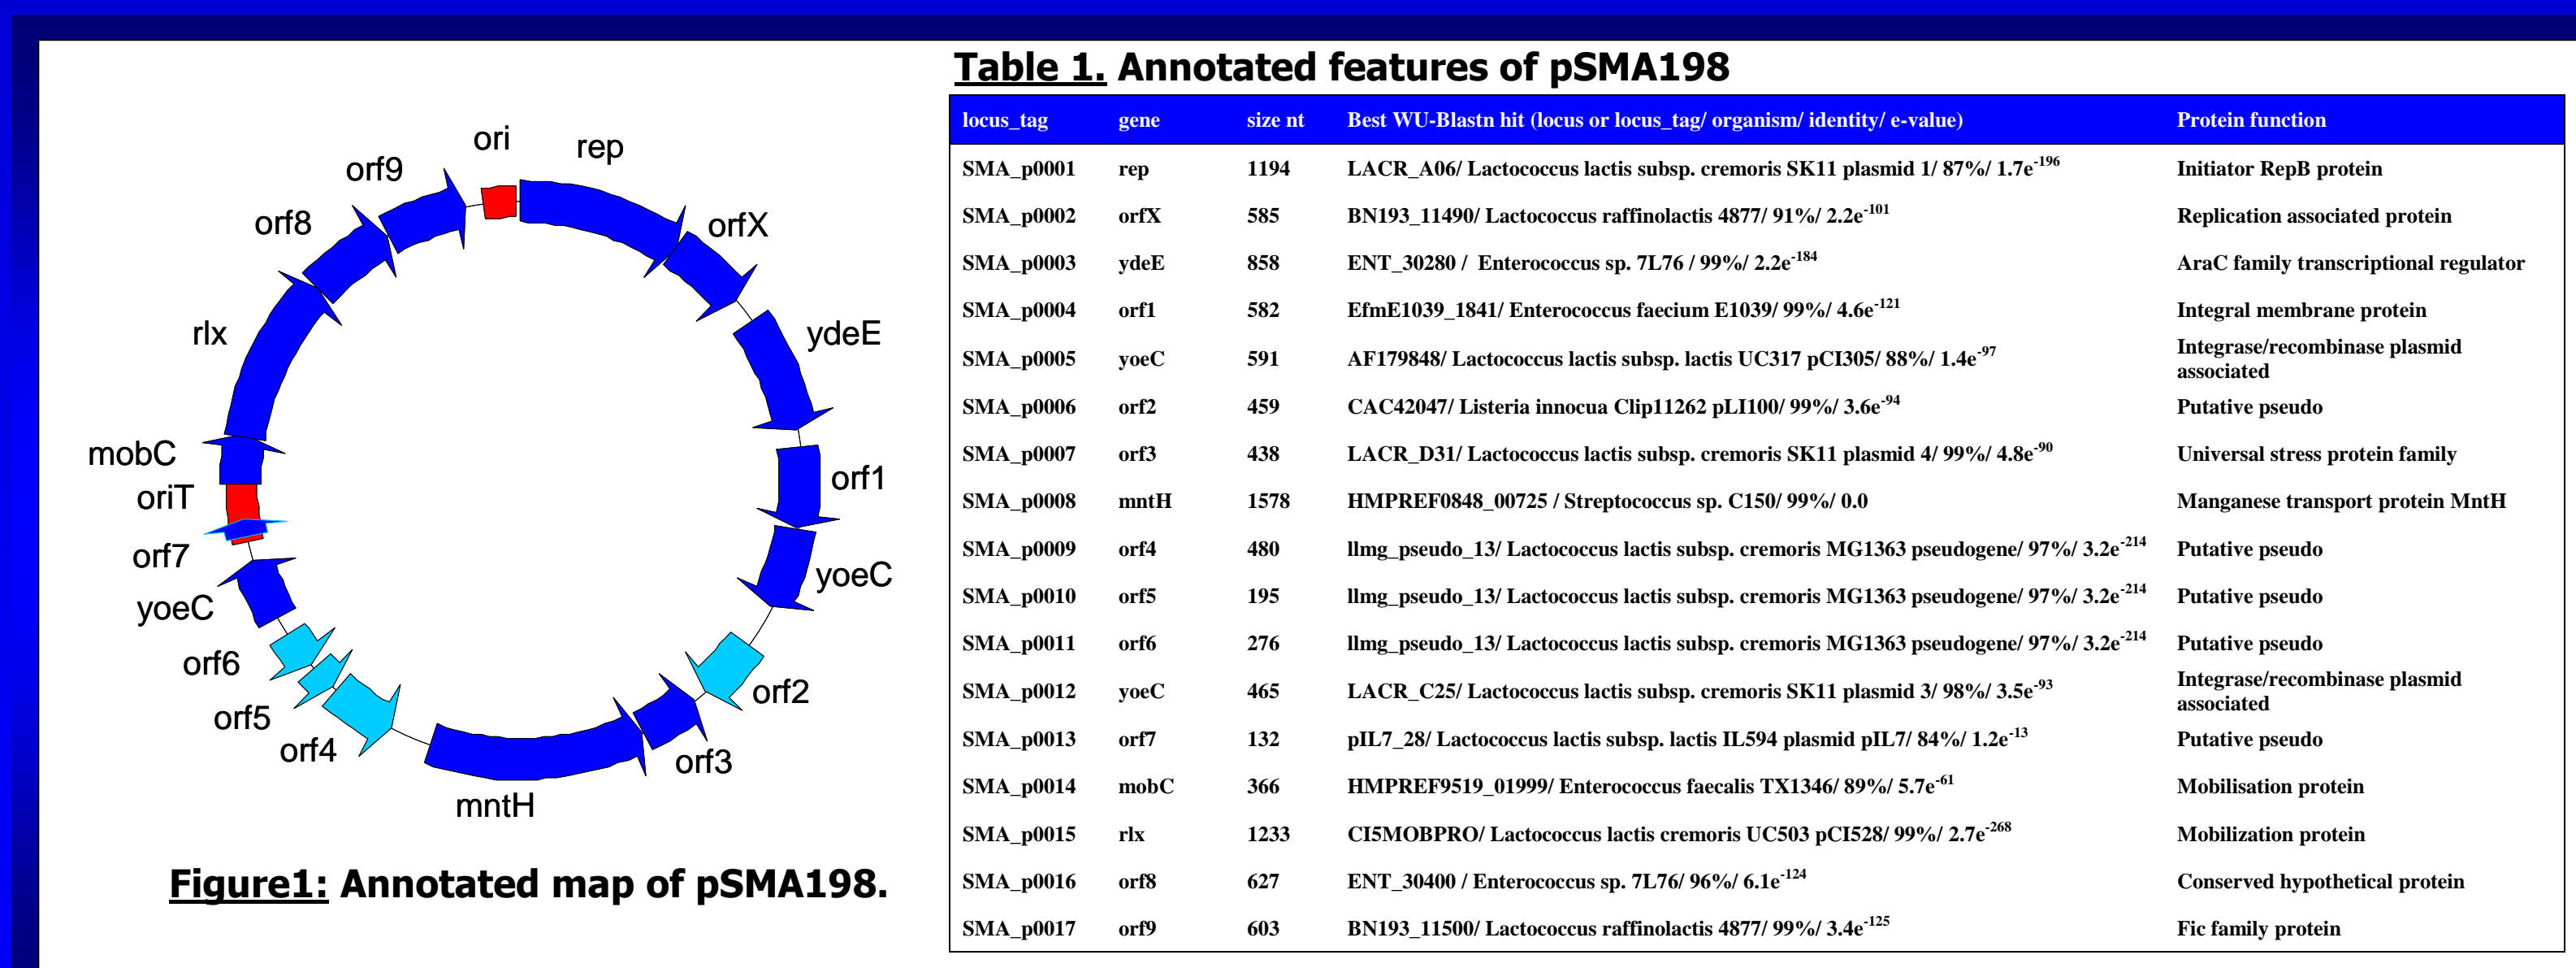 Table 1. Annotated features of pSMA198
locus_tag gene size nt Best WU-Blastn hit (locus or locus_tag/ organism/ identity/ e-value) Protein function
SMA_p0001 rep 1194 LACR_A06/ Lactococcus lactis subsp. cremoris SK11 plasmid 1/ 87%/ 1.7e-196 Initiator RepB protein
SMA_p0002 orfX 585 BN193_11490/ Lactococcus raffinolactis 4877/ 91%/ 2.2e-101 Replication associated protein
SMA_p0003 ydeE 858 ENT_30280 / Enterococcus sp. 7L76 / 99%/ 2.2e-184 AraC family transcriptional regulator
SMA_p0004 orf1 582 EfmE1039_1841/ Enterococcus faecium E1039/ 99%/ 4.6e-121 Integral membrane protein
SMA_p0005 yoeC 591 AF179848/ Lactococcus lactis subsp. lactis UC317 pCI305/ 88%/ 1.4e-97 Integrase/recombinase plasmid
associated
SMA_p0006 orf2 459 CAC42047/ Listeria innocua Clip11262 pLI100/ 99%/ 3.6e-94 Putative pseudo
SMA_p0007 orf3 438 LACR_D31/ Lactococcus lactis subsp. cremoris SK11 plasmid 4/ 99%/ 4.8e-90 Universal stress protein family
SMA_p0008 mntH 1578 HMPREF0848_00725 / Streptococcus sp. C150/ 99%/ 0.0 Manganese transport protein MntH
SMA_p0009 orf4 480 llmg_pseudo_13/ Lactococcus lactis subsp. cremoris MG1363 pseudogene/ 97%/ 3.2e-214 Putative pseudo
SMA_p0010 orf5 195 llmg_pseudo_13/ Lactococcus lactis subsp. cremoris MG1363 pseudogene/ 97%/ 3.2e-214 Putative pseudo
SMA_p0011 orf6 276 llmg_pseudo_13/ Lactococcus lactis subsp. cremoris MG1363 pseudogene/ 97%/ 3.2e-214 Putative pseudo
SMA_p0012 yoeC 465 LACR_C25/ Lactococcus lactis subsp. cremoris SK11 plasmid 3/ 98%/ 3.5e-93 Integrase/recombinase plasmid
associated
SMA_p0013 orf7 132 pIL7_28/ Lactococcus lactis subsp. lactis IL594 plasmid pIL7/ 84%/ 1.2e-13 Putative pseudo
SMA_p0014 mobC 366 HMPREF9519_01999/ Enterococcus faecalis TX1346/ 89%/ 5.7e-61 Mobilisation protein
SMA_p0015 rlx 1233 CI5MOBPRO/ Lactococcus lactis cremoris UC503 pCI528/ 99%/ 2.7e-268 Mobilization protein
SMA_p0016 orf8 627 ENT_30400 / Enterococcus sp. 7L76/ 96%/ 6.1e-124 Conserved hypothetical protein
SMA_p0017 orf9 603 BN193_11500/ Lactococcus raffinolactis 4877/ 99%/ 3.4e-125 Fic family protein
ori
rep
orfX
ydeE
orf1
yoeC
orf2
orf3
mntH
orf4
orf5
orf6
yoeC
orf7
oriT
mobC
rlx
orf8
orf9
Figure1: Annotated map of pSMA198.